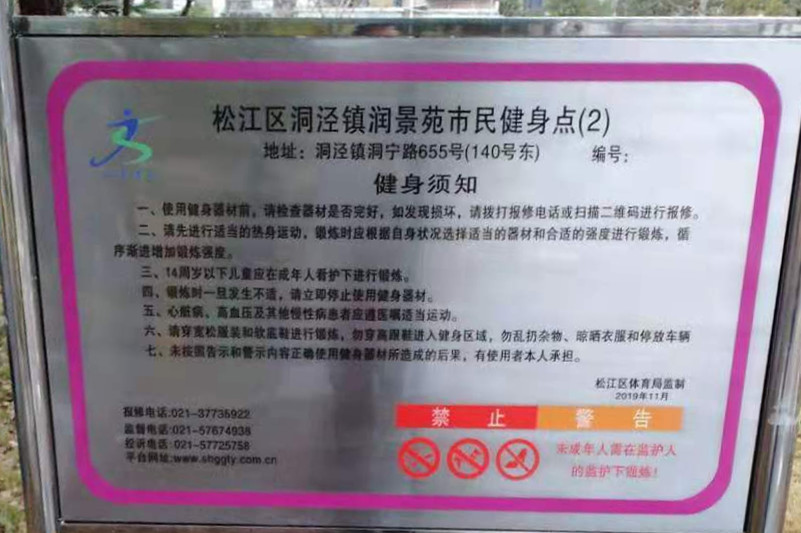 松江区洞泾镇润景苑市民健身点(2)
地址：洞泾镇洞宁路655号(140号东) 编号：
健身须知
一、使用健身器材前，请检查器材是否完好，如发现损坏，请拨打报修电话或扫描二维码进行报修。
二、请先进行适当的热身运动，锻炼时应根据自身状况选择适当的器材和合适的强度进行锻炼，循
序渐进增加锻炼强度。
三、14周岁以下儿童应在成年人看护下进行锻炼。
四、锻炼时一旦发生不适，请立即停止使用健身器材。
五、心脏病、高血压及其他慢性病患者应遵医嘱适当运动。
六、请穿宽松服装和软底鞋进行锻炼，勿穿高跟鞋进入健身区域，勿乱扔杂物、晾晒衣服和停放车辆
七、未按照告示和警示内容正确使用健身器材所造成的后果，有使用者本人承担。
松江区体育局监制
2019年11月
报修电话:021-37735922
监督电话:021-57674938
投诉电话:021-57725758
平台网址:www.shggty.com.cn
禁止 警告
未成年人需在监护人
的监护下锻炼！